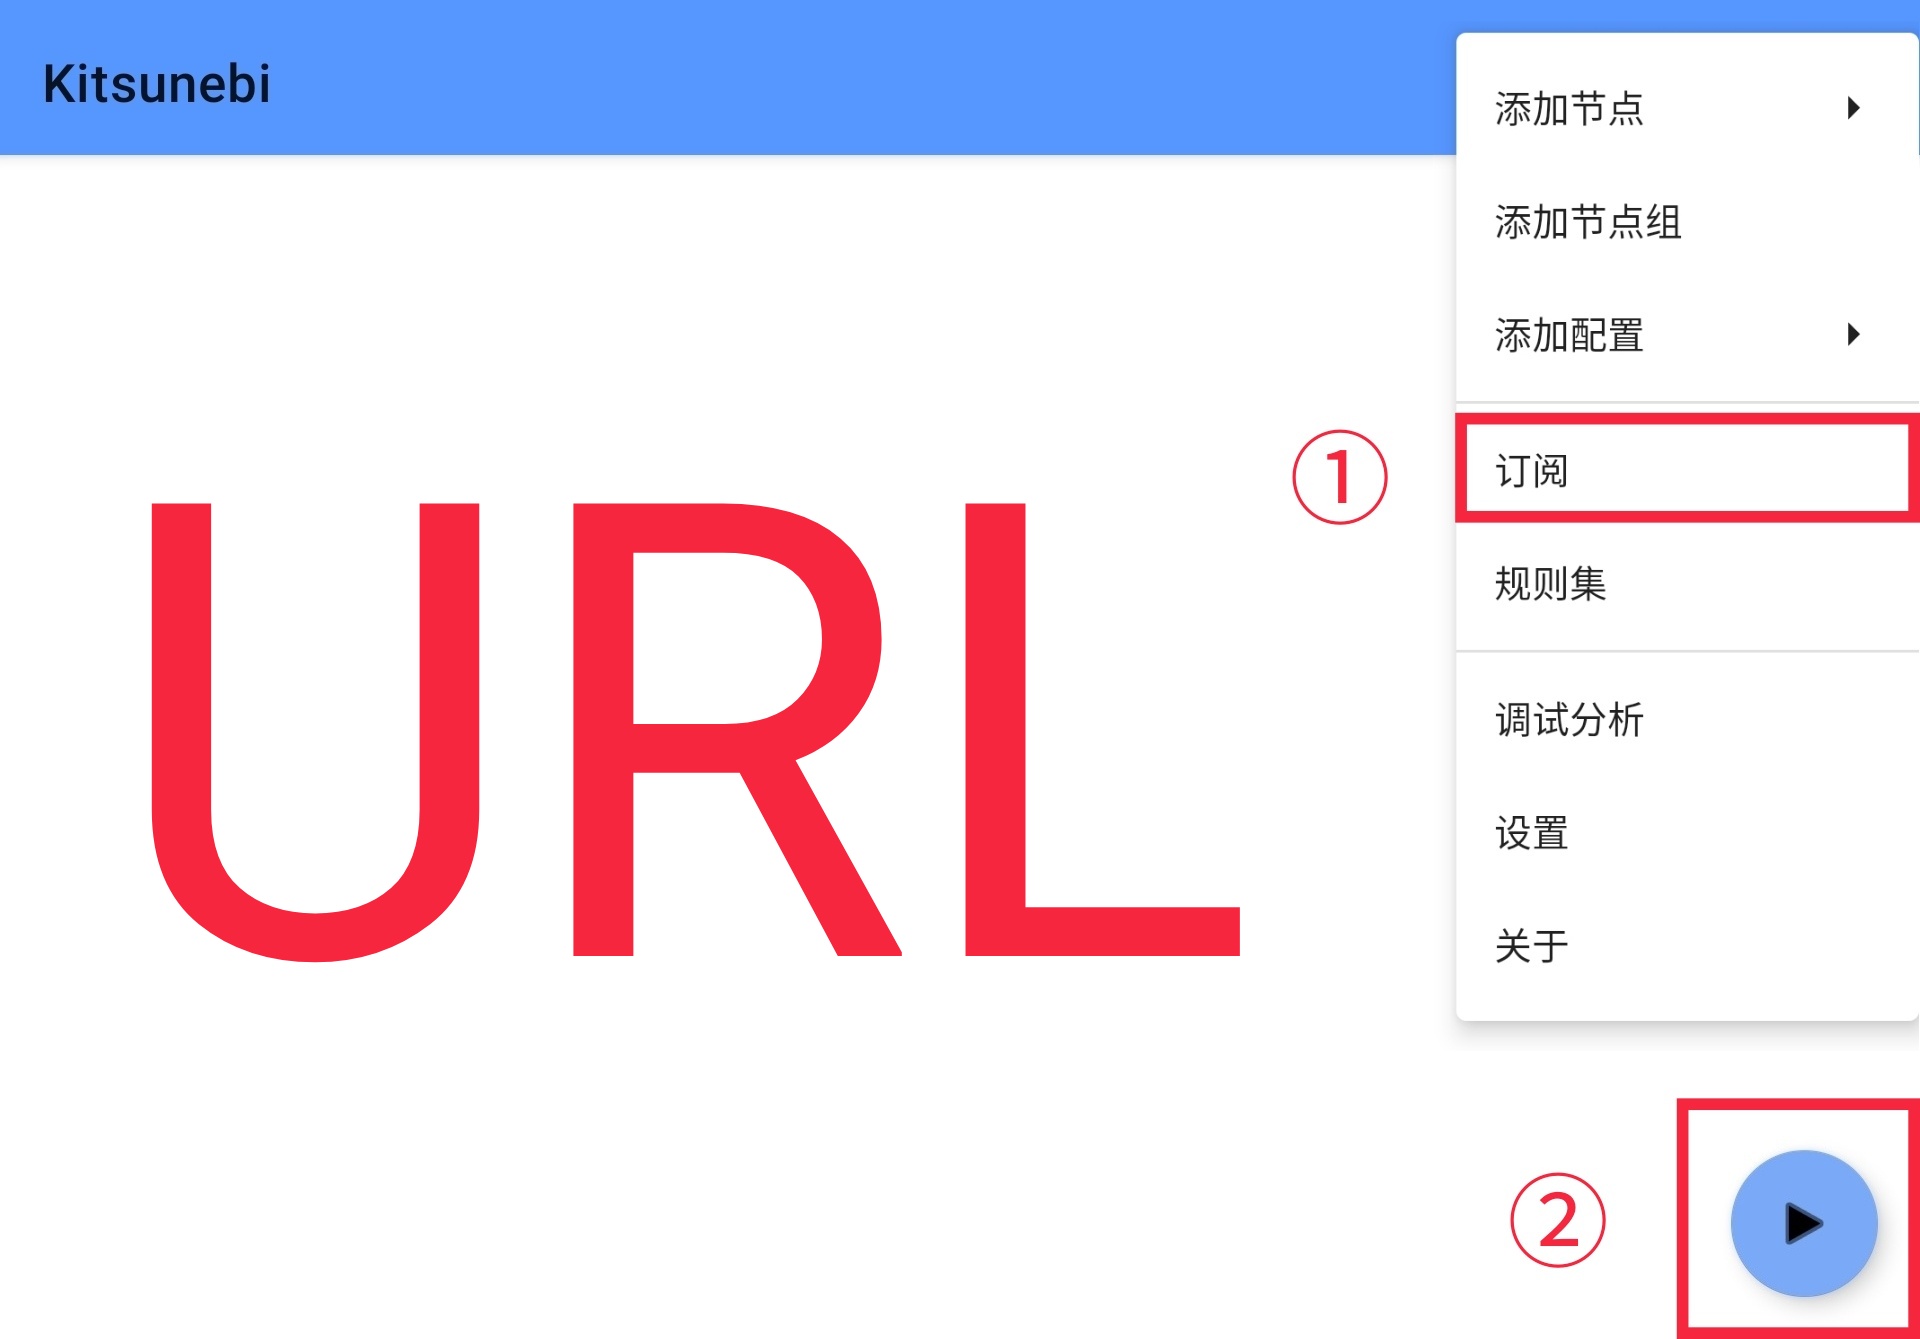 Kitsunebi
添加节点
添加节点组
添加配置
① 订阅
URL
规则集
调试分析
设置
关于
②